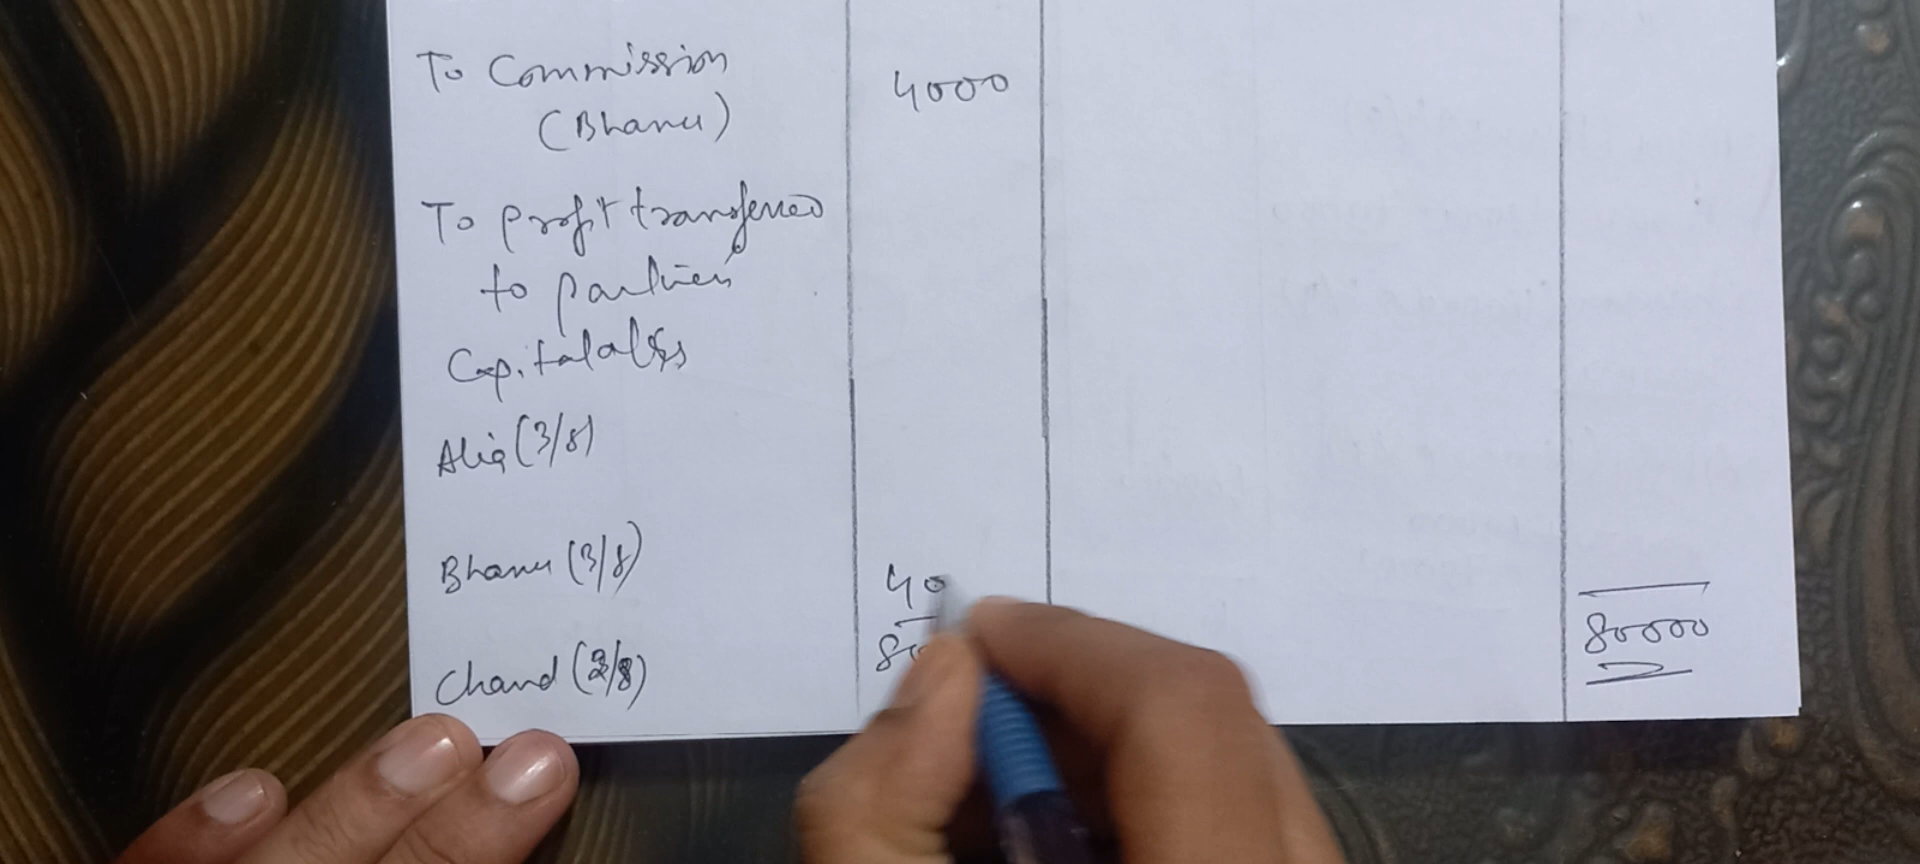 To Commission
4000
(Bhanu)
To profit transferred
to partners
Capital a/cs
Alia (3/8)
Bhanu (3/8)
40
80000
Chand (2/8)